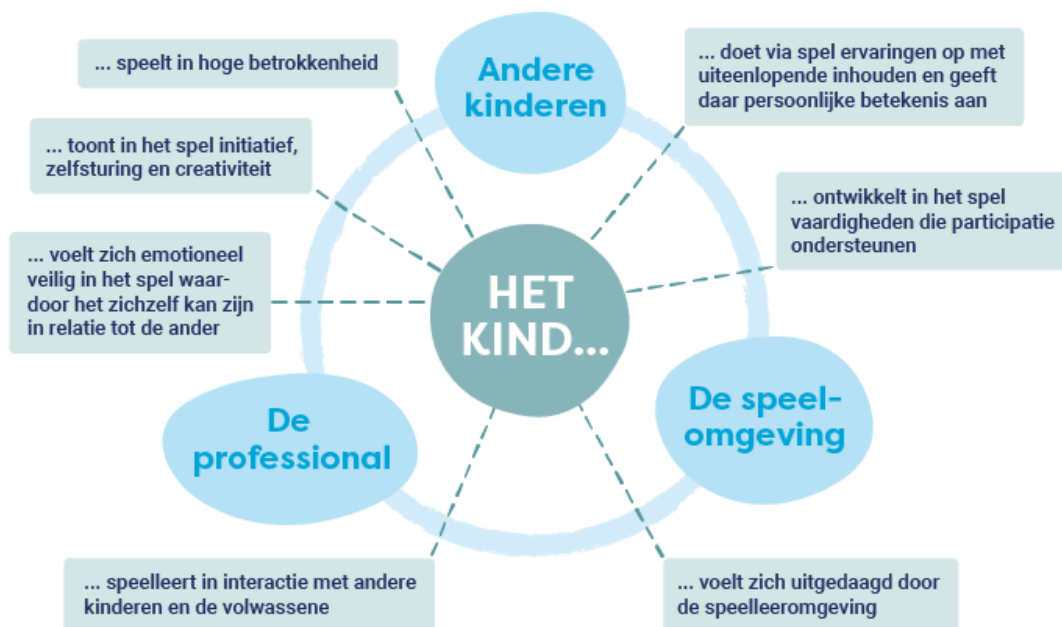 ... speelt in hoge betrokkenheid
Andere
kinderen
... doet via spel ervaringen op met
uiteenlopende inhouden en geeft
daar persoonlijke betekenis aan
... toont in het spel initiatief,
zelfsturing en creativiteit
... ontwikkelt in het spel
vaardigheden die participatie
ondersteunen
... voelt zich emotioneel
veilig in het spel waar-
door het zichzelf kan zijn
in relatie tot de ander
HET
KIND...
De
professional
De speel-
omgeving
... speelleert in interactie met andere
kinderen en de volwassene
... voelt zich uitgedaagd door
de speelleeromgeving